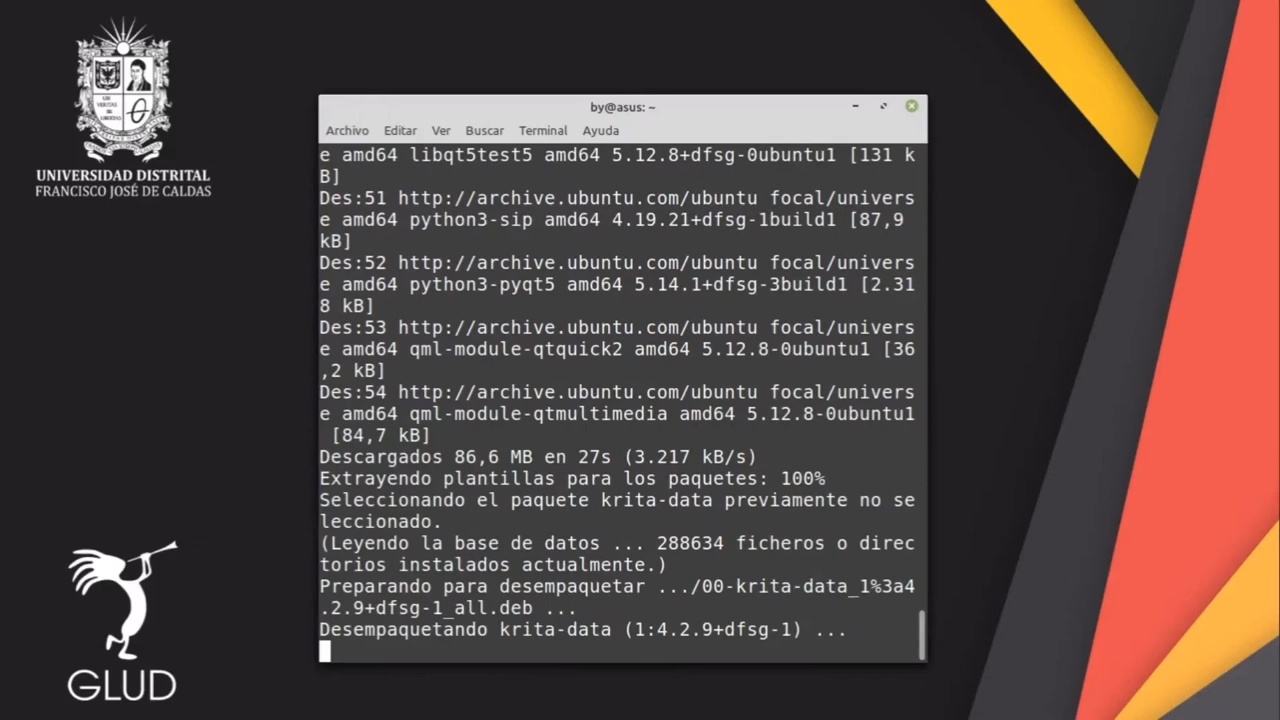 UNIVERSIDAD DISTRITAL
FRANCISCO JOSÉ DE CALDAS
by@asus: ~
Archivo Editar Ver Buscar Terminal Ayuda
e amd64 libqt5test5 amd64 5.12.8+dfsg-0ubuntu1 [131 k
B]
Des:51 http://archive.ubuntu.com/ubuntu focal/univers
e amd64 python3-sip amd64 4.19.21+dfsg-1build1 [87,9
kB]
Des:52 http://archive.ubuntu.com/ubuntu focal/univers
e amd64 python3-pyqt5 amd64 5.14.1+dfsg-3build1 [2.31
8 kB]
Des:53 http://archive.ubuntu.com/ubuntu focal/univers
e amd64 qml-module-qtquick2 amd64 5.12.8-0ubuntu1 [36
,2 kB]
Des:54 http://archive.ubuntu.com/ubuntu focal/univers
e amd64 qml-module-qtmultimedia amd64 5.12.8-0ubuntu1
[84,7 kB]
Descargados 86,6 MB en 27s (3.217 kB/s)
Extrayendo plantillas para los paquetes: 100%
Seleccionando el paquete krita-data previamente no se
leccionado.
(Leyendo la base de datos ... 288634 ficheros o direc
torios instalados actualmente.)
Preparando para desempaquetar .../00-krita-data_1%3a4
.2.9+dfsg-1_all.deb ...
Desempaquetando krita-data (1:4.2.9+dfsg-1) ...
GLUD